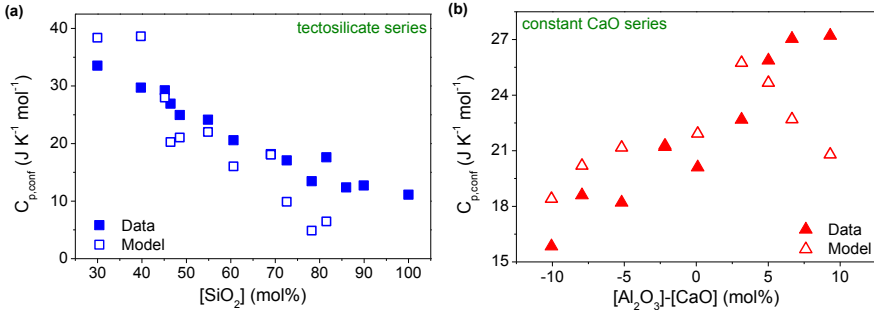 (a)
tectosilicate series
C_p,conf (J K⁻¹ mol⁻¹)
40
30
20
10
0
Data
Model
30 40 50 60 70 80 90 100
[SiO₂] (mol%)
(b)
constant CaO series
C_p,conf (J K⁻¹ mol⁻¹)
27
24
21
18
15
Data
Model
-10 -5 0 5 10
[Al₂O₃]-[CaO] (mol%)